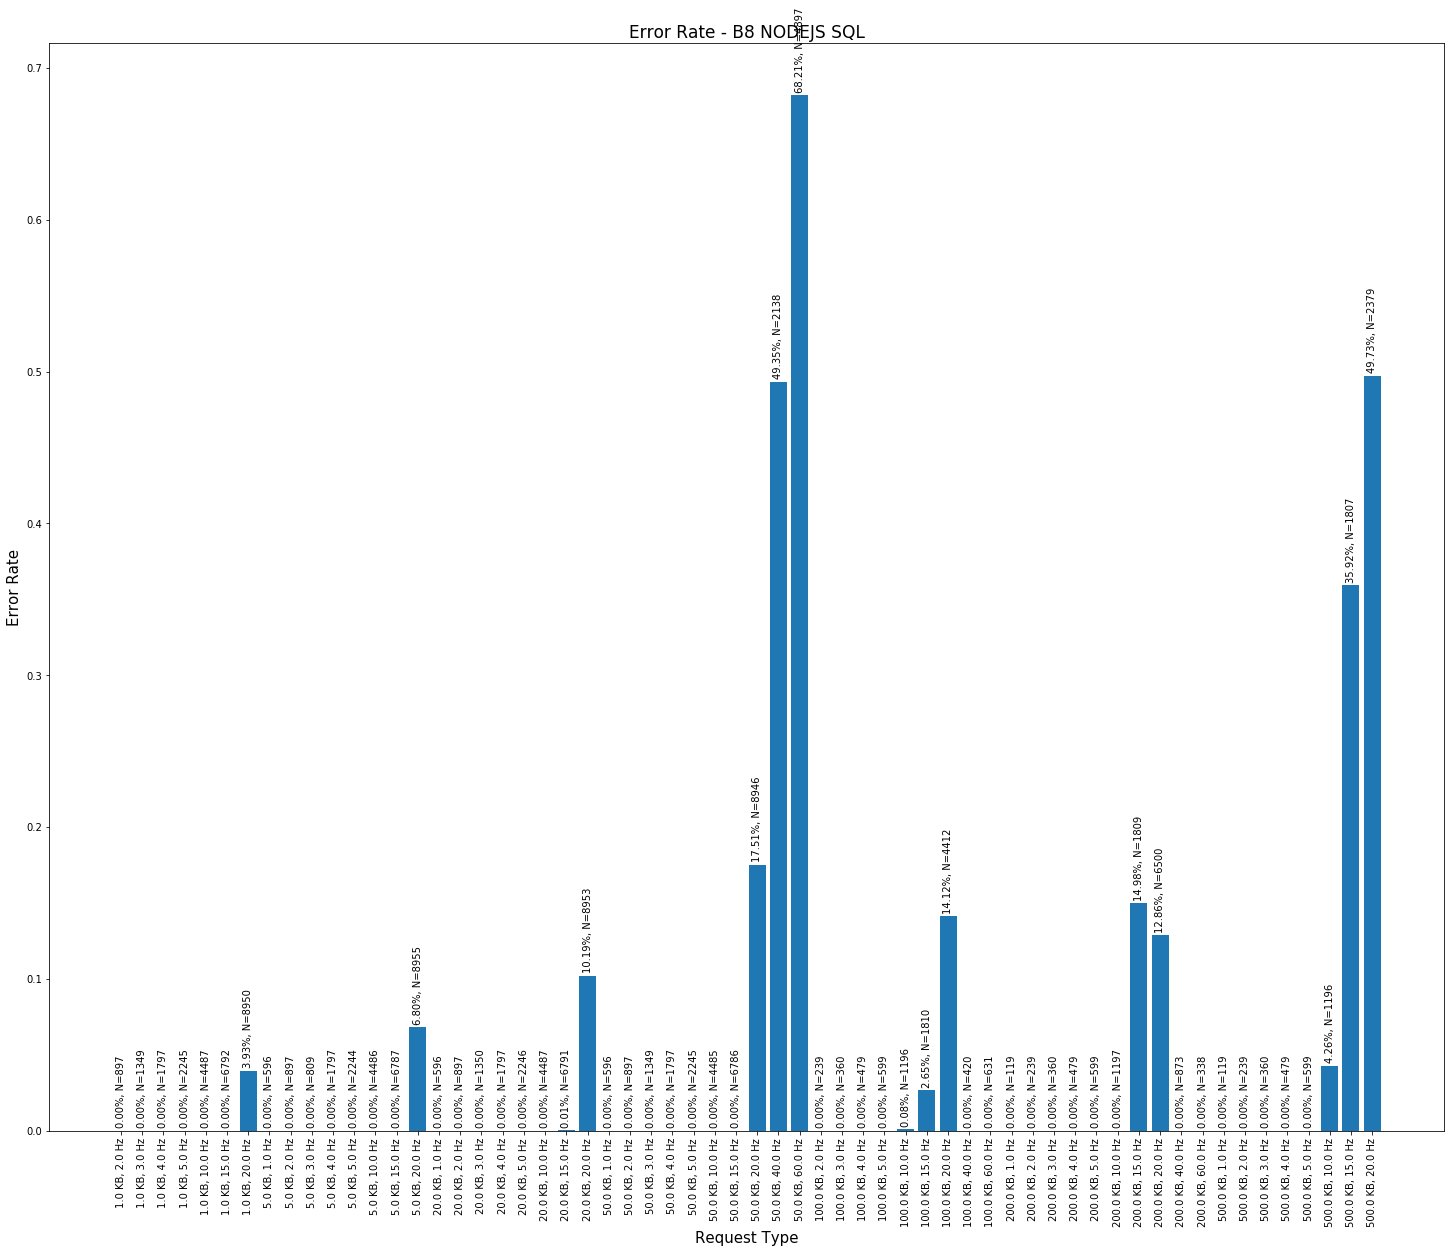 Error Rate - B8 NODEJS SQL
Error Rate
0.7
0.6
0.5
0.4
0.3
0.2
0.1
0.0
0.00%, N=897
0.00%, N=1349
0.00%, N=1797
0.00%, N=2245
0.00%, N=4487
0.00%, N=6792
3.93%, N=8950
0.00%, N=596
0.00%, N=897
0.00%, N=809
0.00%, N=1797
0.00%, N=2244
0.00%, N=4486
0.00%, N=6787
6.80%, N=8955
0.00%, N=596
0.00%, N=897
0.00%, N=1350
0.00%, N=1797
0.00%, N=2246
0.00%, N=4487
0.01%, N=6791
10.19%, N=8953
0.00%, N=596
0.00%, N=897
0.00%, N=1349
0.00%, N=1797
0.00%, N=2245
0.00%, N=4485
0.00%, N=6786
17.51%, N=8946
49.35%, N=2138
68.21%,
0.00%, N=239
0.00%, N=360
0.00%, N=479
0.00%, N=599
0.08%, N=1196
2.65%, N=1810
14.12%, N=4412
0.00%, N=420
0.00%, N=631
0.00%, N=119
0.00%, N=239
0.00%, N=360
0.00%, N=479
0.00%, N=599
0.00%, N=1197
14.98%, N=1809
12.86%, N=6500
0.00%, N=873
0.00%, N=338
0.00%, N=119
0.00%, N=239
0.00%, N=360
0.00%, N=479
0.00%, N=599
4.26%, N=1196
35.92%, N=1807
49.73%, N=2379
1.0 KB, 2.0 Hz
1.0 KB, 3.0 Hz
1.0 KB, 4.0 Hz
1.0 KB, 5.0 Hz
1.0 KB, 10.0 Hz
1.0 KB, 15.0 Hz
1.0 KB, 20.0 Hz
5.0 KB, 1.0 Hz
5.0 KB, 2.0 Hz
5.0 KB, 3.0 Hz
5.0 KB, 4.0 Hz
5.0 KB, 5.0 Hz
5.0 KB, 10.0 Hz
5.0 KB, 15.0 Hz
5.0 KB, 20.0 Hz
20.0 KB, 1.0 Hz
20.0 KB, 2.0 Hz
20.0 KB, 3.0 Hz
20.0 KB, 4.0 Hz
20.0 KB, 5.0 Hz
20.0 KB, 10.0 Hz
20.0 KB, 15.0 Hz
20.0 KB, 20.0 Hz
50.0 KB, 1.0 Hz
50.0 KB, 2.0 Hz
50.0 KB, 3.0 Hz
50.0 KB, 4.0 Hz
50.0 KB, 5.0 Hz
50.0 KB, 10.0 Hz
50.0 KB, 15.0 Hz
50.0 KB, 20.0 Hz
50.0 KB, 40.0 Hz
50.0 KB, 60.0 Hz
100.0 KB, 2.0 Hz
100.0 KB, 3.0 Hz
100.0 KB, 4.0 Hz
100.0 KB, 5.0 Hz
100.0 KB, 10.0 Hz
100.0 KB, 15.0 Hz
100.0 KB, 20.0 Hz
100.0 KB, 40.0 Hz
100.0 KB, 60.0 Hz
200.0 KB, 1.0 Hz
200.0 KB, 2.0 Hz
200.0 KB, 3.0 Hz
200.0 KB, 4.0 Hz
200.0 KB, 5.0 Hz
200.0 KB, 10.0 Hz
200.0 KB, 15.0 Hz
200.0 KB, 20.0 Hz
200.0 KB, 40.0 Hz
200.0 KB, 60.0 Hz
500.0 KB, 1.0 Hz
500.0 KB, 2.0 Hz
500.0 KB, 3.0 Hz
500.0 KB, 4.0 Hz
500.0 KB, 5.0 Hz
500.0 KB, 10.0 Hz
500.0 KB, 15.0 Hz
500.0 KB, 20.0 Hz
Request Type